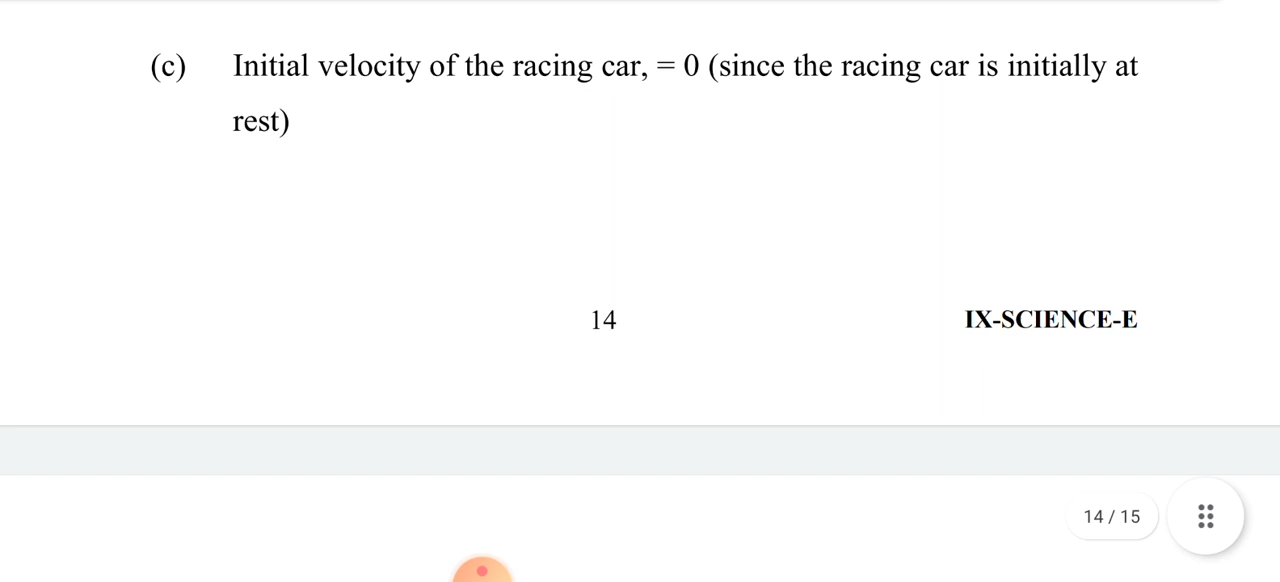 (c) Initial velocity of the racing car, = 0 (since the racing car is initially at
rest)
14 IX-SCIENCE-E
14 / 15